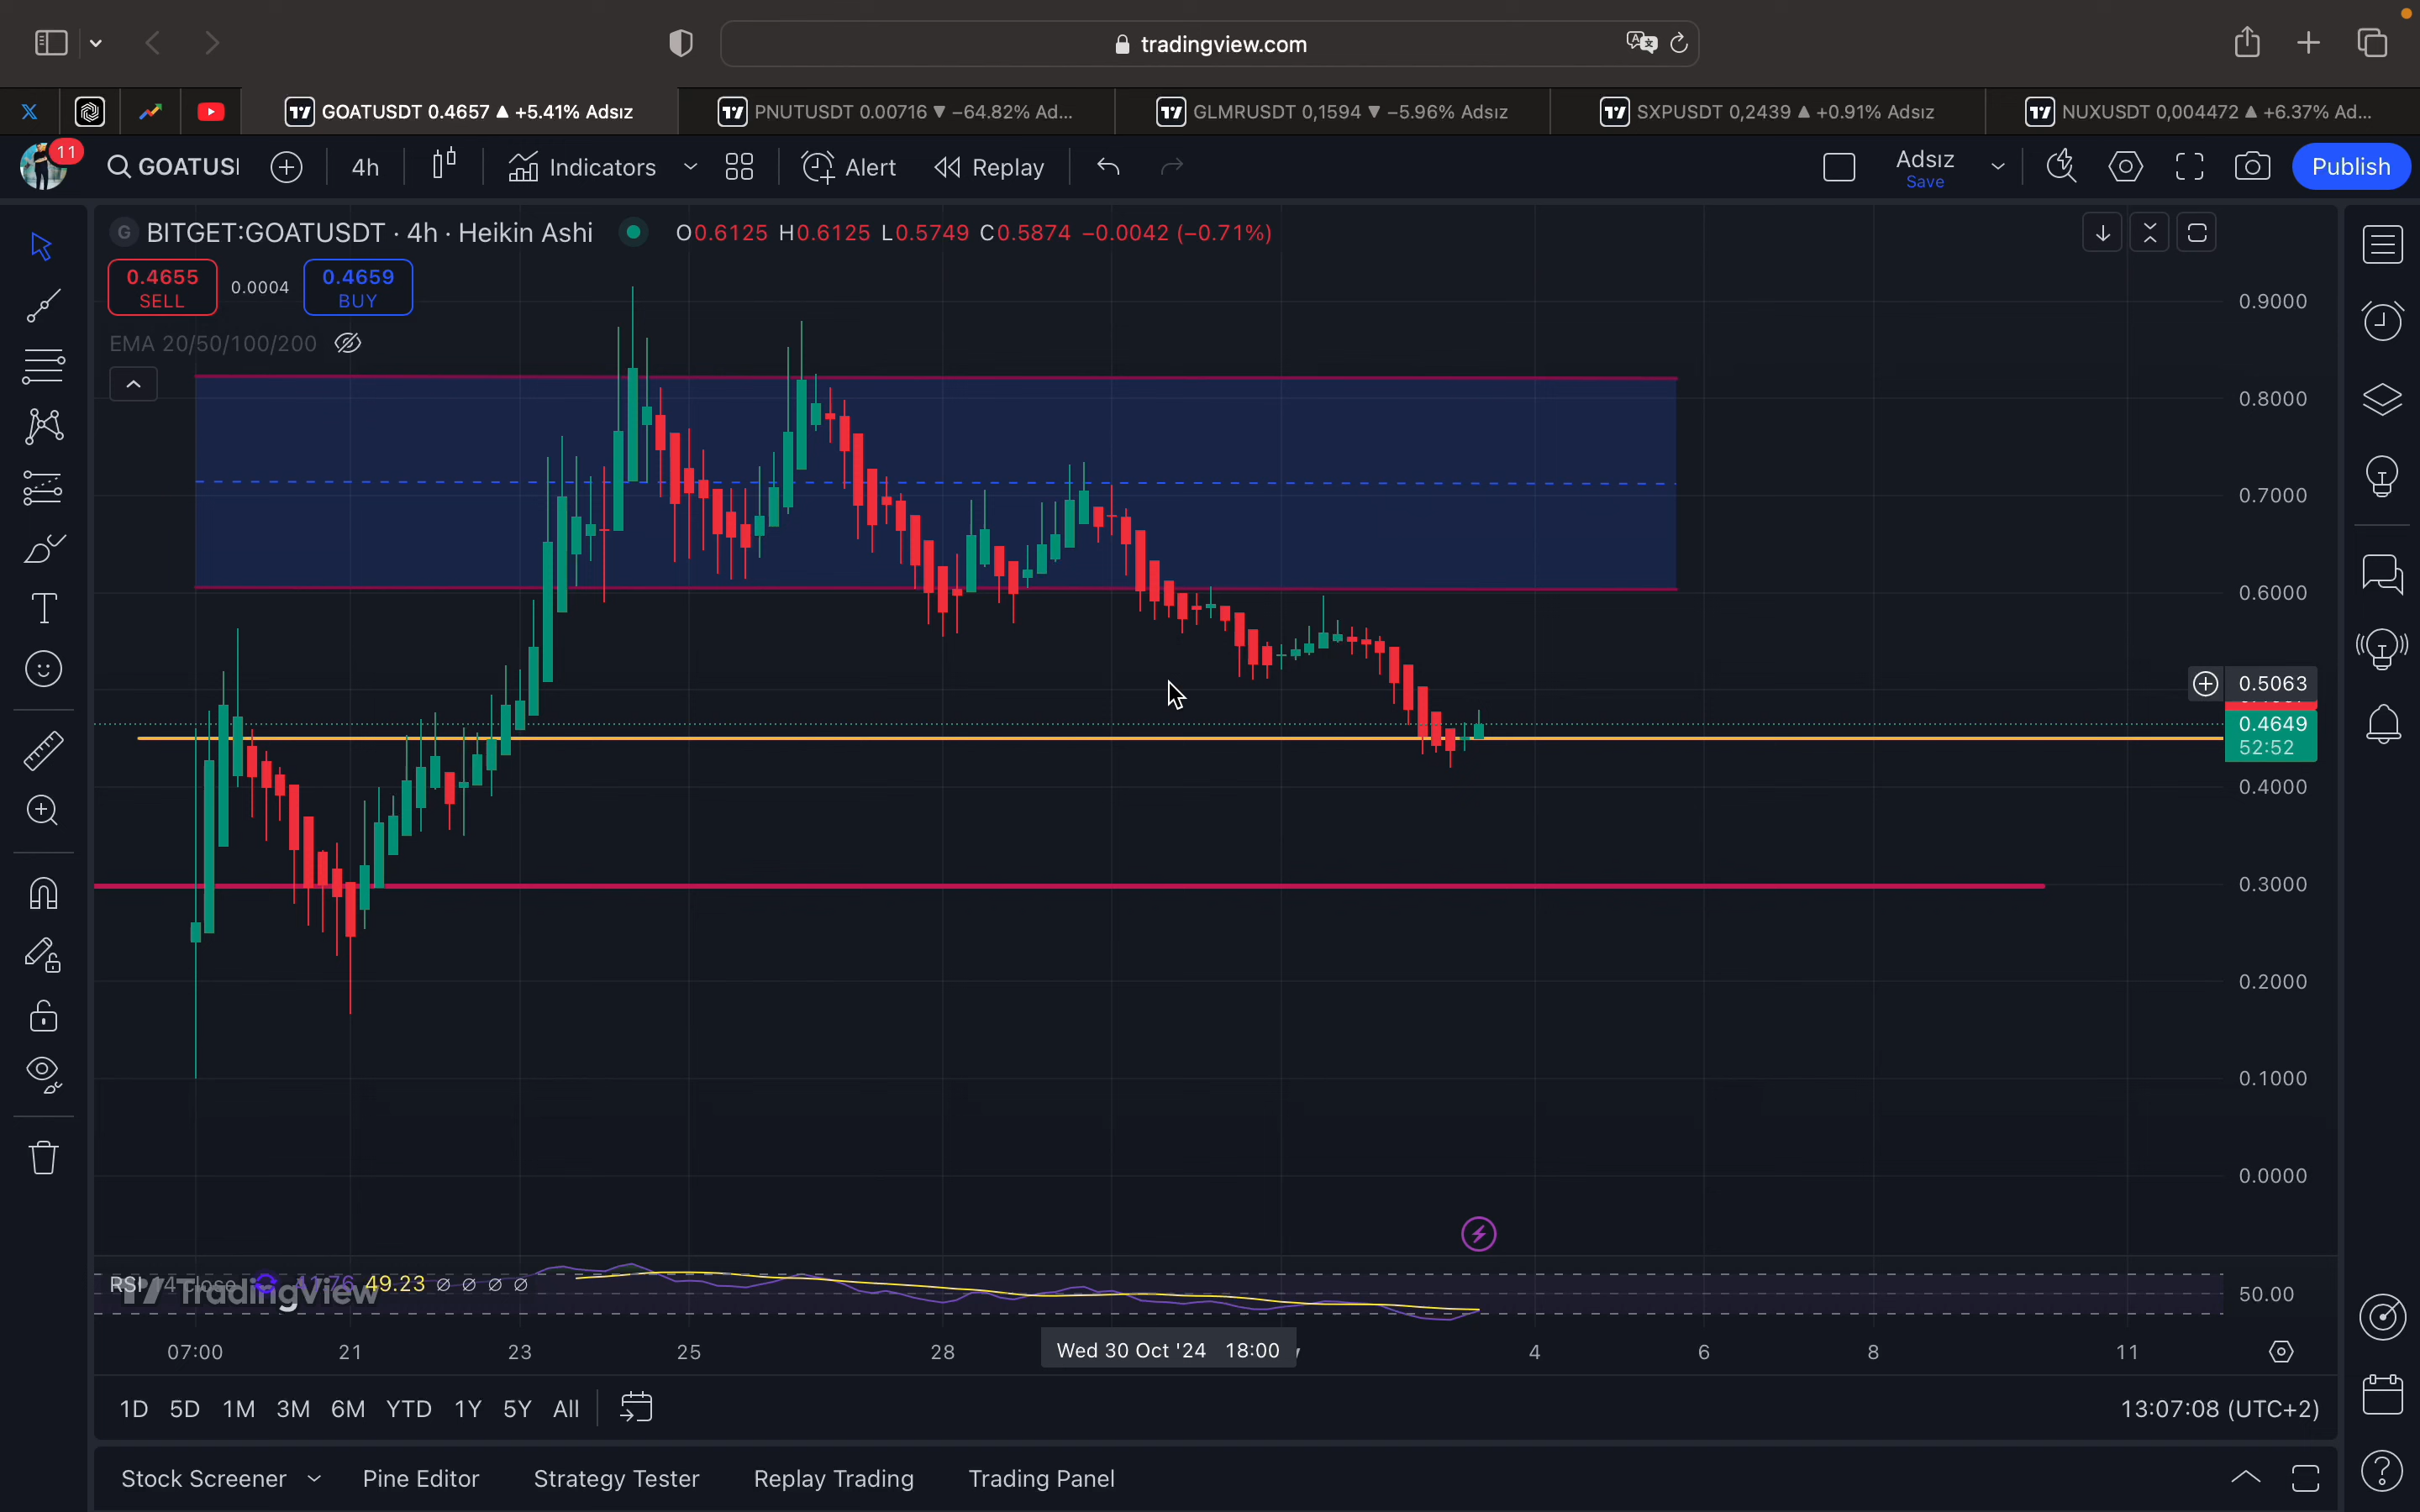 tradingview.com
GOATUSDT 0.4657 ▲ +5.41% Adsız
PNUTUSDT 0.00716 ▼ −64.82% Ad...
GLMRUSDT 0,1594 ▼ −5.96% Adsız
SXPUSDT 0,2439 ▲ +0.91% Adsız
NUXUSDT 0,004472 ▲ +6.37% Ad...
11
GOATUSI
4h
Indicators
Alert
Replay
Adsız
Save
Publish
G BITGET:GOATUSDT · 4h · Heikin Ashi
O0.6125 H0.6125 L0.5749 C0.5874 −0.0042 (−0.71%)
0.4655
SELL
0.0004
0.4659
BUY
EMA 20/50/100/200
0.9000
0.8000
0.7000
0.6000
0.5063
0.4649
52:52
0.4000
0.3000
0.2000
0.1000
0.0000
RSI 14 Close 49.23 ∅ ∅ ∅ ∅
TradingView
50.00
07:00
21
23
25
28
Wed 30 Oct '24 18:00
4
6
8
11
1D 5D 1M 3M 6M YTD 1Y 5Y All
13:07:08 (UTC+2)
Stock Screener
Pine Editor
Strategy Tester
Replay Trading
Trading Panel